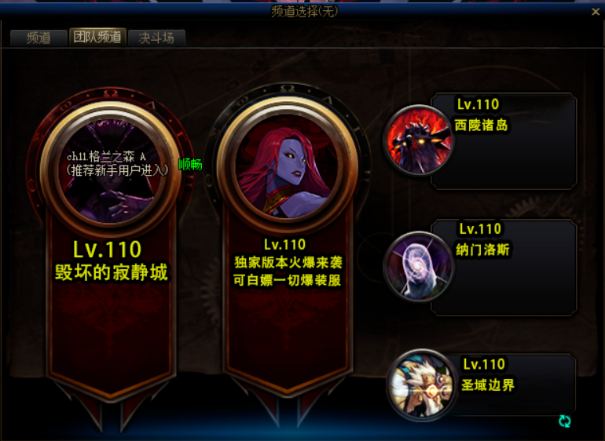 频道选择(无)
频道
团队频道
决斗场
ch11.格兰之森 A
(推荐新手用户进入)
顺畅
Lv.110
毁坏的寂静城
Lv.110
独家版本火爆来袭
可白嫖一切爆装服
Lv.110
西陵诸岛
Lv.110
纳门洛斯
Lv.110
圣域边界